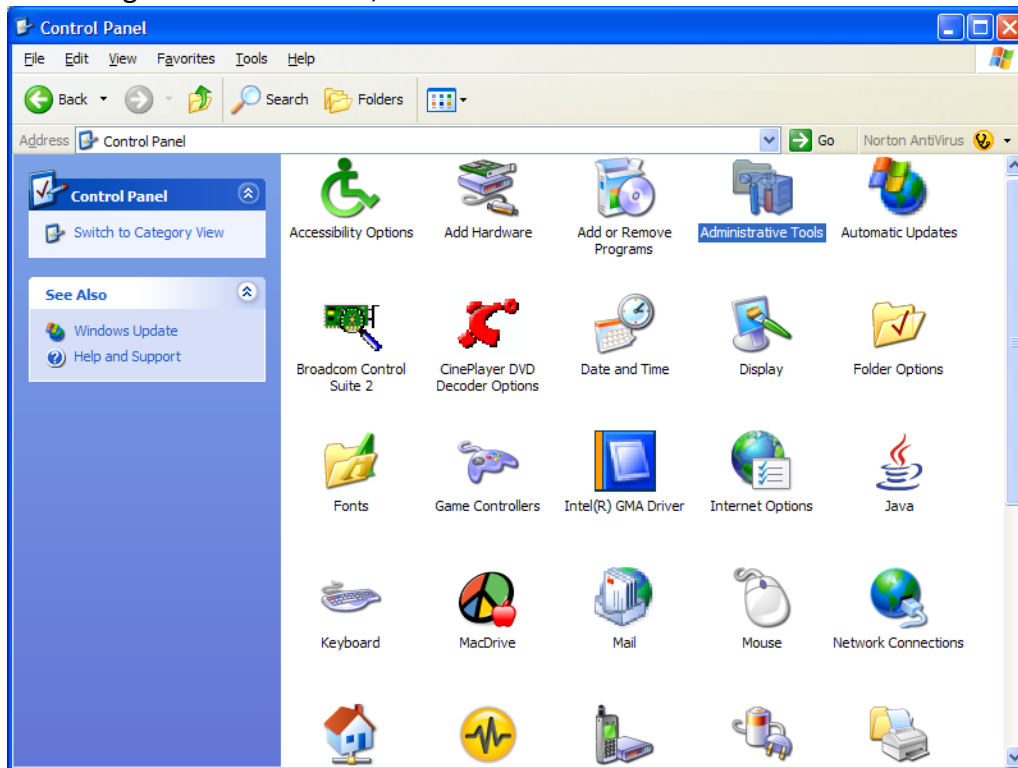 Control Panel
File Edit View Favorites Tools Help
Back Search Folders
Address Control Panel Go Norton AntiVirus
Control Panel
Switch to Category View
See Also
Windows Update
Help and Support
Accessibility Options Add Hardware Add or Remove Administrative Tools Automatic Updates
Programs
Broadcom Control CinePlayer DVD Date and Time Display Folder Options
Suite 2 Decoder Options
Fonts Game Controllers Intel(R) GMA Driver Internet Options Java
Keyboard MacDrive Mail Mouse Network Connections